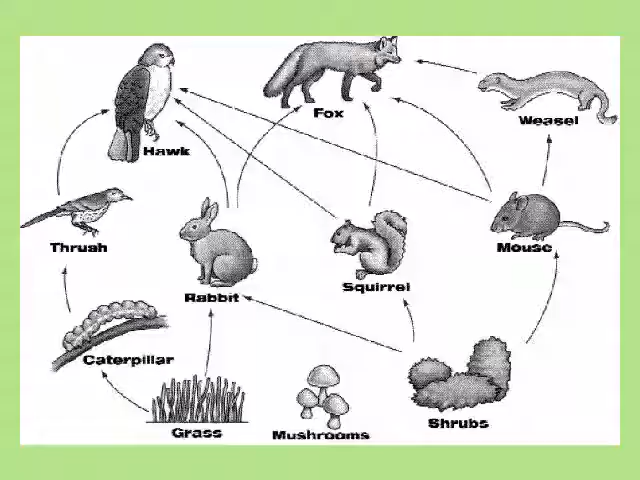 Fox
Weasel
Hawk
Thrush
Mouse
Rabbit
Squirrel
Caterpillar
Grass
Mushrooms
Shrubs